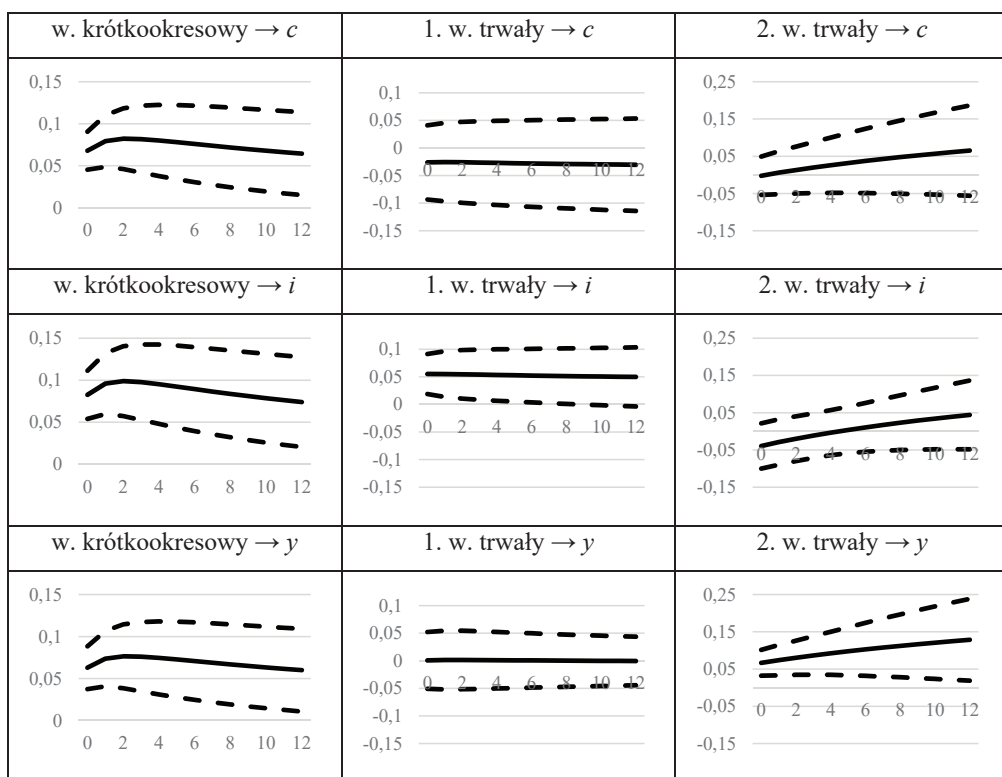 w. krótkookresowy → c
1. w. trwały → c
2. w. trwały → c
0,15
0,1
0,05
0
0 2 4 6 8 10 12
0,1
0,05
0
-0,05
-0,1
-0,15
0 2 4 6 8 10 12
0,25
0,15
0,05
-0,05
-0,15
0 2 4 6 8 10 12
w. krótkookresowy → i
1. w. trwały → i
2. w. trwały → i
0,15
0,1
0,05
0
0 2 4 6 8 10 12
0,1
0,05
0
-0,05
-0,1
-0,15
0 2 4 6 8 10 12
0,25
0,15
0,05
-0,05
-0,15
0 2 4 6 8 10 12
w. krótkookresowy → y
1. w. trwały → y
2. w. trwały → y
0,15
0,1
0,05
0
0 2 4 6 8 10 12
0,1
0,05
0
-0,05
-0,1
-0,15
0 2 4 6 8 10 12
0,25
0,15
0,05
-0,05
-0,15
0 2 4 6 8 10 12